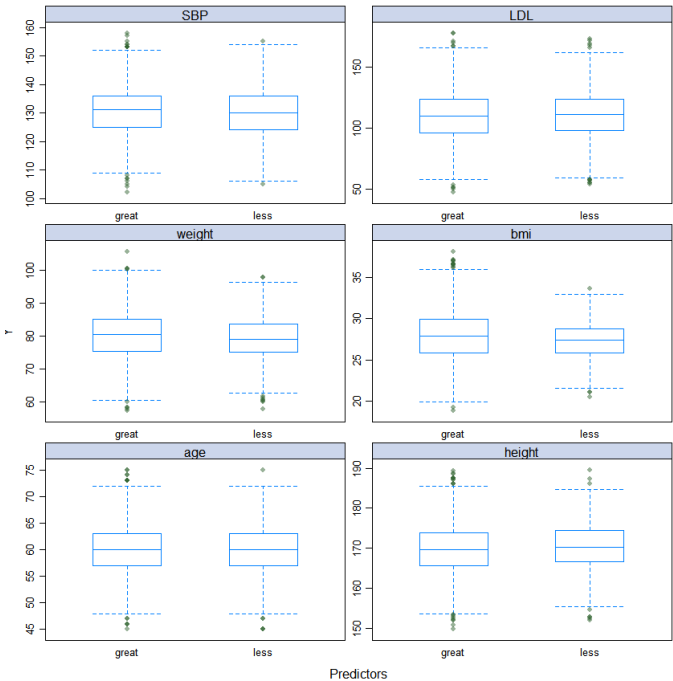 SBP
LDL
160
150
140
130
120
110
100
150
100
50
great
less
great
less
weight
bmi
100
90
80
70
60
35
30
25
20
Y
great
less
great
less
age
height
75
70
65
60
55
50
45
190
180
170
160
150
great
less
great
less
Predictors